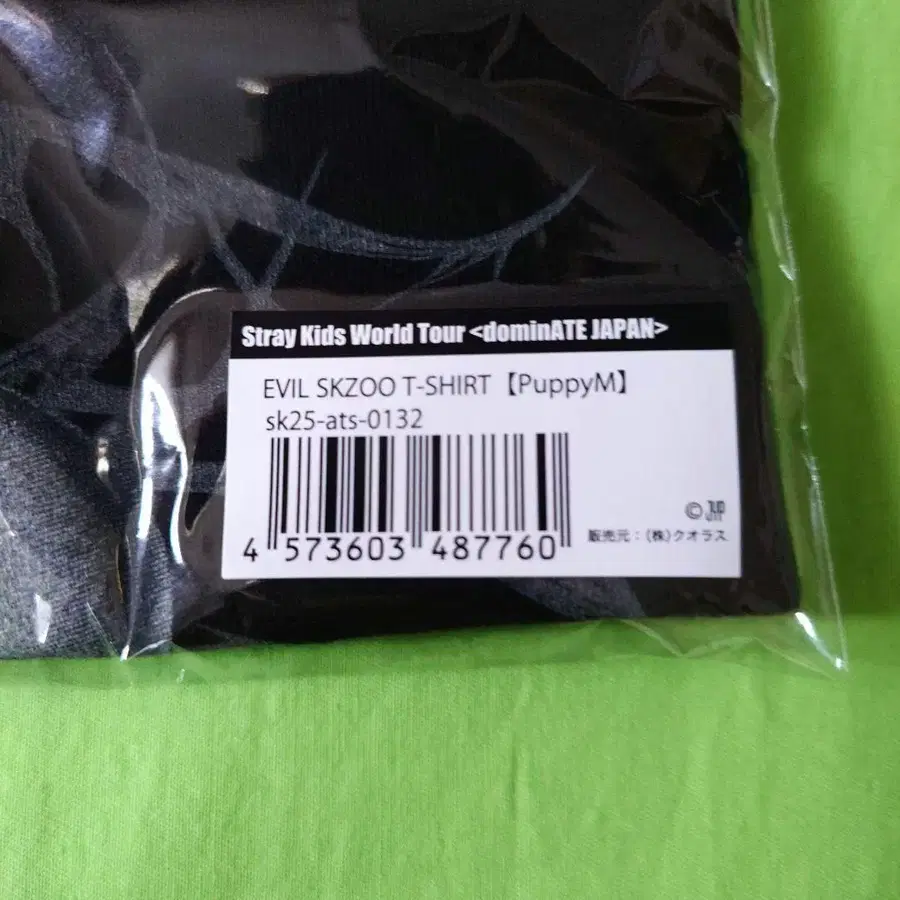 Stray Kids World Tour <dominATE JAPAN>
EVIL SKZOO T-SHIRT【PuppyM】
sk25-ats-0132
4 573603 487760
© JYP
販売元：(株)クオラス